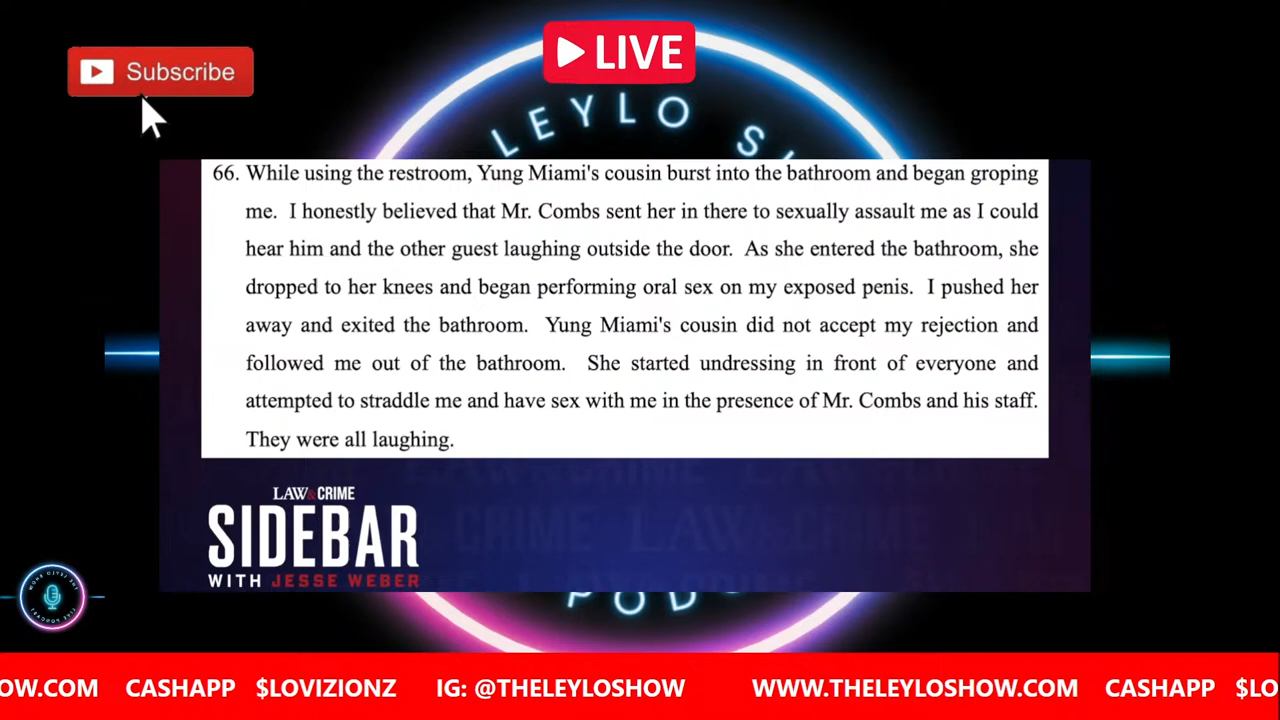 Subscribe
LIVE
LEYLO S
66. While using the restroom, Yung Miami's cousin burst into the bathroom and began groping
me. I honestly believed that Mr. Combs sent her in there to sexually assault me as I could
hear him and the other guest laughing outside the door. As she entered the bathroom, she
dropped to her knees and began performing oral sex on my exposed penis. I pushed her
away and exited the bathroom. Yung Miami's cousin did not accept my rejection and
followed me out of the bathroom. She started undressing in front of everyone and
attempted to straddle me and have sex with me in the presence of Mr. Combs and his staff.
They were all laughing.
LAW&CRIME
SIDEBAR
WITH JESSE WEBER
OW.COM CASHAPP $LOVIZIONZ IG: @THELEYLOSHOW WWW.THELEYLOSHOW.COM CASHAPP $LO